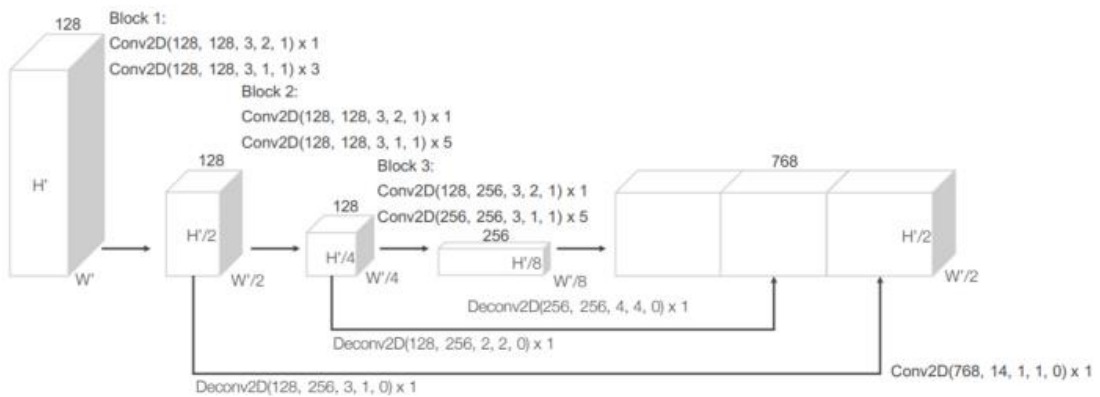 128
Block 1:
Conv2D(128, 128, 3, 2, 1) x 1
Conv2D(128, 128, 3, 1, 1) x 3
H'
W'
Block 2:
Conv2D(128, 128, 3, 2, 1) x 1
Conv2D(128, 128, 3, 1, 1) x 5
128
H'/2
W'/2
Block 3:
Conv2D(128, 256, 3, 2, 1) x 1
Conv2D(256, 256, 3, 1, 1) x 5
128
H'/4
W'/4
256
H'/8
W'/8
768
H'/2
W'/2
Deconv2D(256, 256, 4, 4, 0) x 1
Deconv2D(128, 256, 2, 2, 0) x 1
Deconv2D(128, 256, 3, 1, 0) x 1
Conv2D(768, 14, 1, 1, 0) x 1